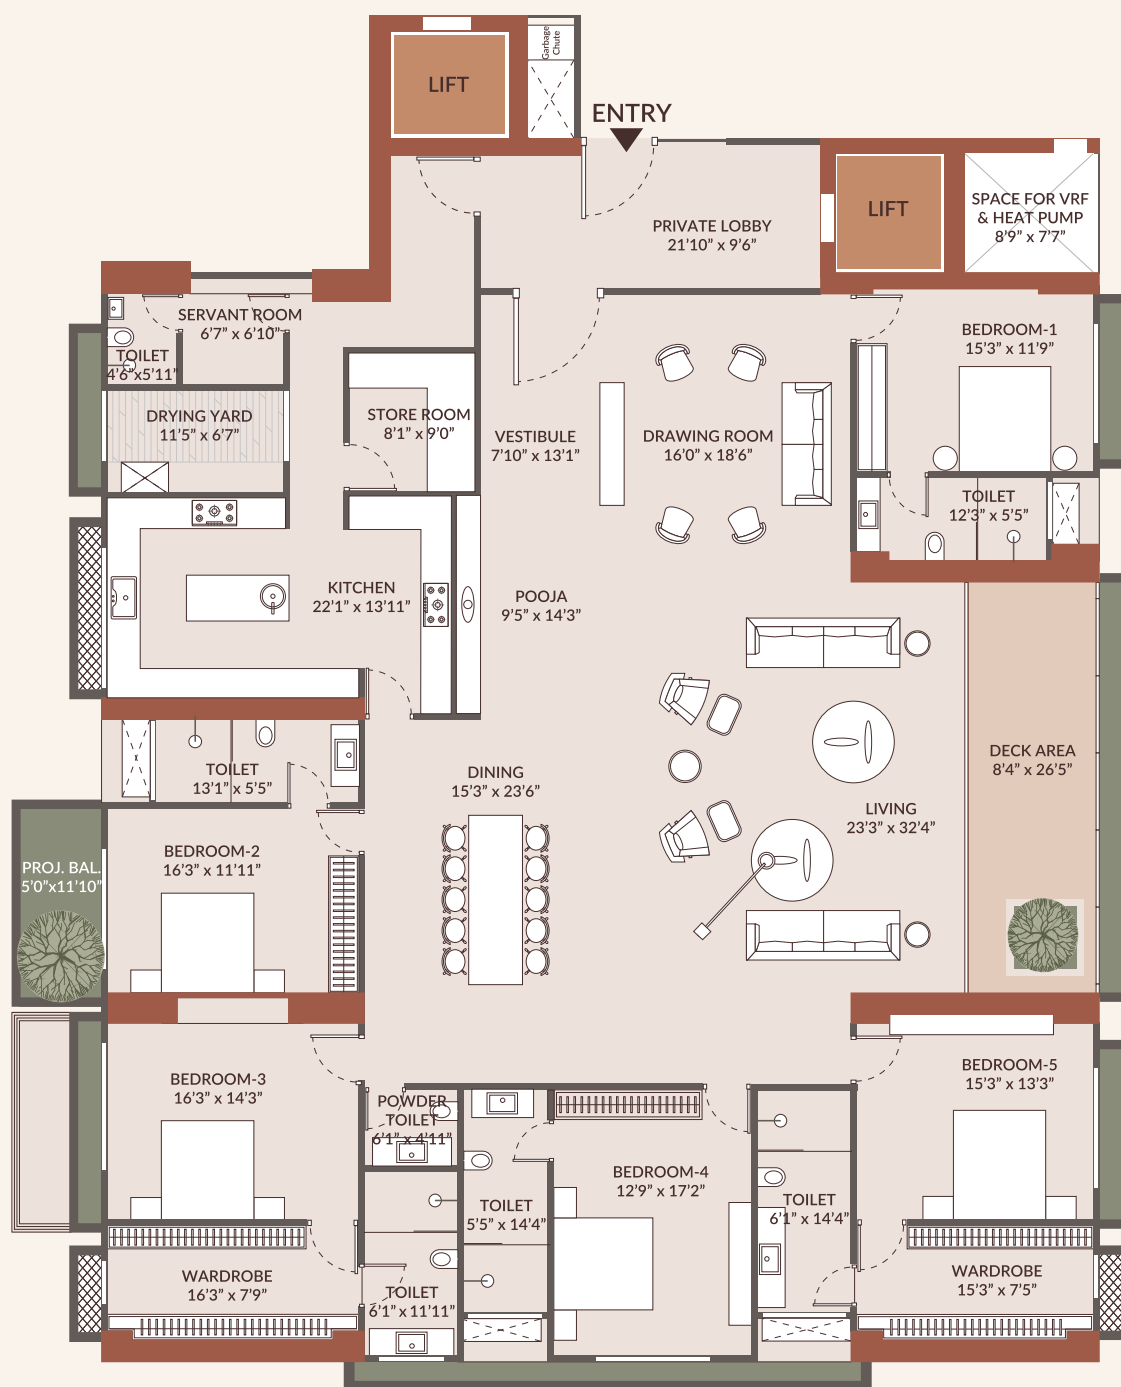 Garbage
Chute
LIFT
ENTRY
SPACE FOR VRF
& HEAT PUMP
8'9” x 7'7”
LIFT
PRIVATE LOBBY
21'10” x 9'6”
SERVANT ROOM
6'7” x 6'10”
TOILET
4'6”x5'11”
BEDROOM-1
15'3” x 11'9”
DRYING YARD
11'5” x 6'7”
STORE ROOM
8'1” x 9'0”
VESTIBULE
7'10” x 13'1”
DRAWING ROOM
16'0” x 18'6”
TOILET
12'3” x 5'5”
KITCHEN
22'1” x 13'11”
POOJA
9'5” x 14'3”
DECK AREA
8'4” x 26'5”
TOILET
13'1” x 5'5”
DINING
15'3” x 23'6”
LIVING
23'3” x 32'4”
BEDROOM-2
16'3” x 11'11”
PROJ. BAL.
5'0”x11'10”
BEDROOM-3
16'3” x 14'3”
BEDROOM-5
15'3” x 13'3”
POWDER
TOILET
6'1” x 4'11”
BEDROOM-4
12'9” x 17'2”
TOILET
5'5” x 14'4”
TOILET
6'1” x 14'4”
WARDROBE
16'3” x 7'9”
TOILET
6'1” x 11'11”
WARDROBE
15'3” x 7'5”